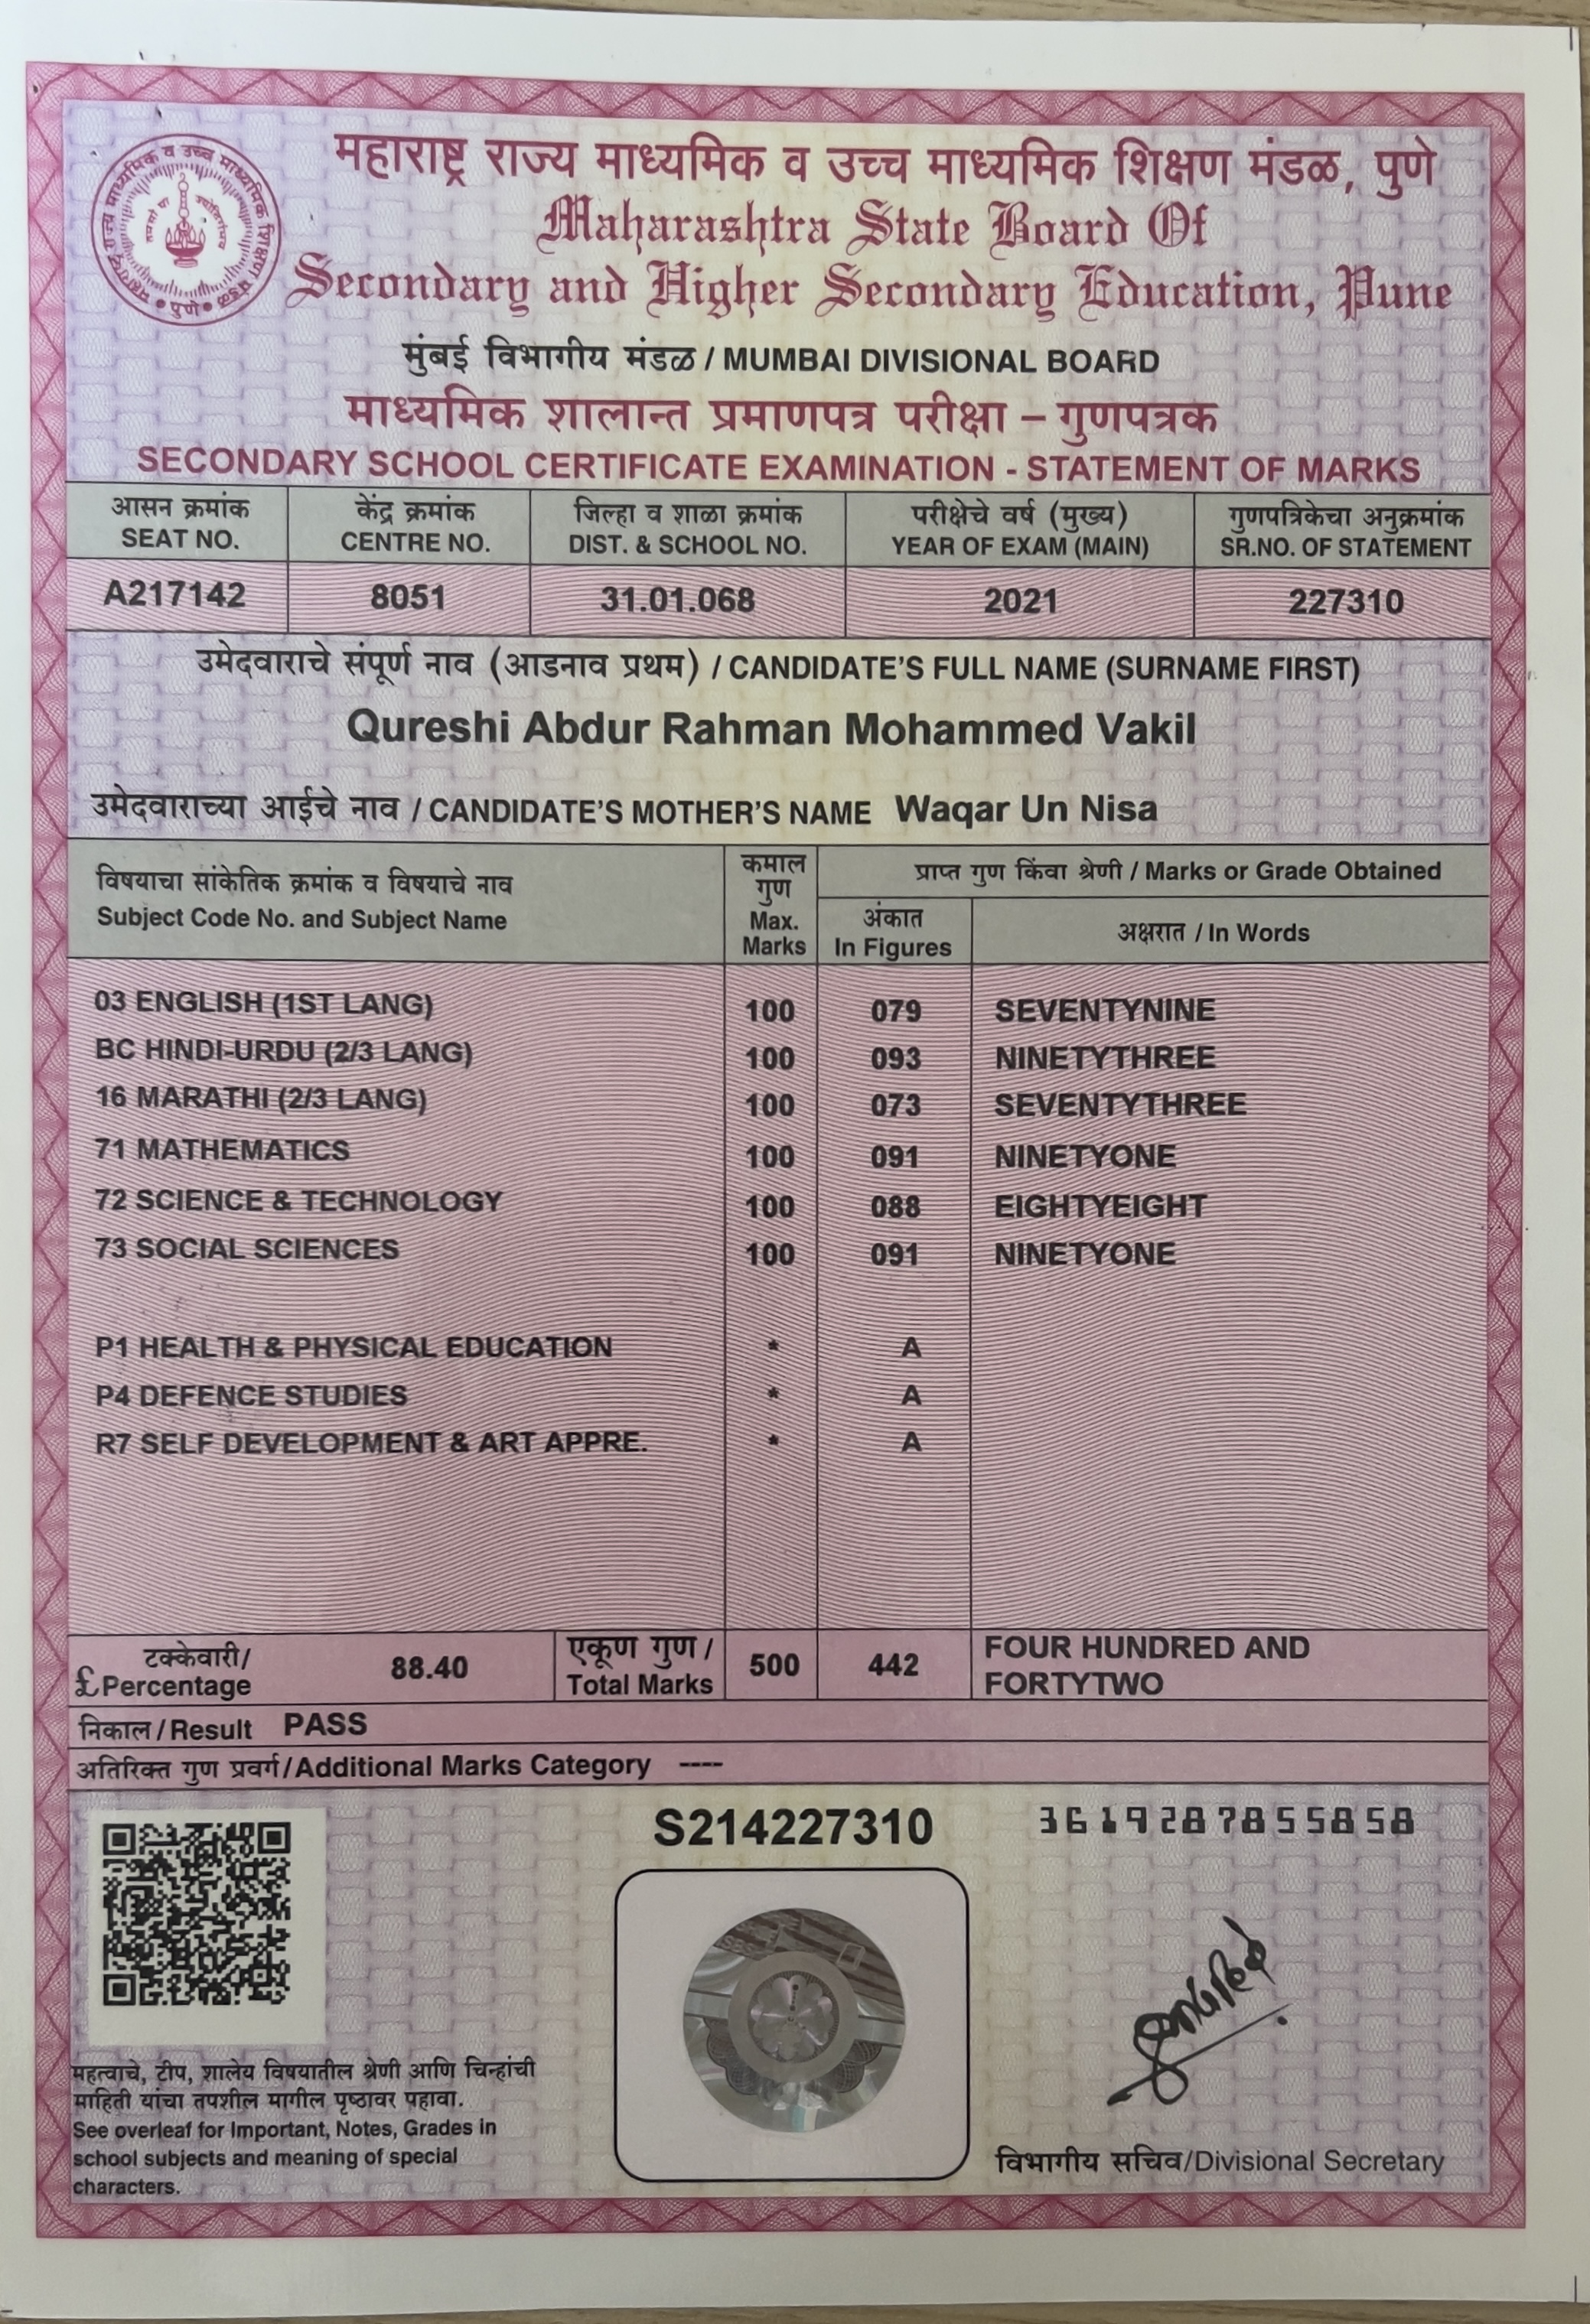 महाराष्ट्र राज्य माध्यमिक व उच्च माध्यमिक शिक्षण मंडळ, पुणे
Maharashtra State Board Of
Secondary and Higher Secondary Education, Pune
मुंबई विभागीय मंडळ / MUMBAI DIVISIONAL BOARD
माध्यमिक शालान्त प्रमाणपत्र परीक्षा – गुणपत्रक
SECONDARY SCHOOL CERTIFICATE EXAMINATION - STATEMENT OF MARKS
आसन क्रमांक केंद्र क्रमांक जिल्हा व शाळा क्रमांक परीक्षेचे वर्ष (मुख्य) गुणपत्रिकेचा अनुक्रमांक
SEAT NO. CENTRE NO. DIST. & SCHOOL NO. YEAR OF EXAM (MAIN) SR.NO. OF STATEMENT
A217142 8051 31.01.068 2021 227310
उमेदवाराचे संपूर्ण नाव (आडनाव प्रथम) / CANDIDATE'S FULL NAME (SURNAME FIRST)
Qureshi Abdur Rahman Mohammed Vakil
उमेदवाराच्या आईचे नाव / CANDIDATE'S MOTHER'S NAME Waqar Un Nisa
विषयाचा सांकेतिक क्रमांक व विषयाचे नाव
Subject Code No. and Subject Name
कमाल
गुण
Max.
Marks
प्राप्त गुण किंवा श्रेणी / Marks or Grade Obtained
अंकात
In Figures
अक्षरात / In Words
03 ENGLISH (1ST LANG) 100 079 SEVENTYNINE
BC HINDI-URDU (2/3 LANG) 100 093 NINETYTHREE
16 MARATHI (2/3 LANG) 100 073 SEVENTYTHREE
71 MATHEMATICS 100 091 NINETYONE
72 SCIENCE & TECHNOLOGY 100 088 EIGHTYEIGHT
73 SOCIAL SCIENCES 100 091 NINETYONE
P1 HEALTH & PHYSICAL EDUCATION * A
P4 DEFENCE STUDIES * A
R7 SELF DEVELOPMENT & ART APPRE. * A
टक्केवारी/
£ Percentage
88.40
एकूण गुण /
Total Marks
500 442
FOUR HUNDRED AND
FORTYTWO
निकाल/Result PASS
अतिरिक्त गुण प्रवर्ग/Additional Marks Category ----
S214227310
3619287855858
महत्वाचे, टीप, शालेय विषयातील श्रेणी आणि चिन्हांची
माहिती यांचा तपशील मागील पृष्ठावर पहावा.
See overleaf for Important, Notes, Grades in
school subjects and meaning of special
characters.
विभागीय सचिव/Divisional Secretary